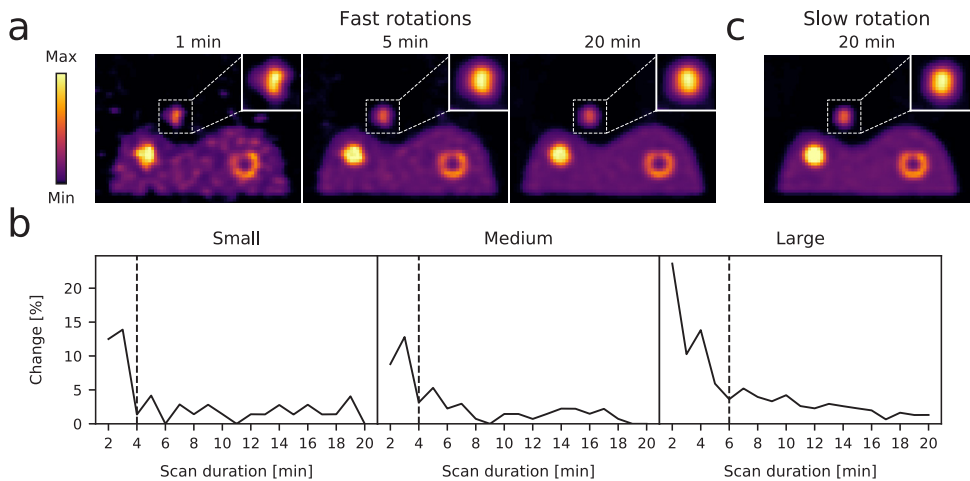 a
Fast rotations
c
Slow rotation
1 min
5 min
20 min
20 min
Max
Min
b
Small
Medium
Large
Change [%]
20
15
10
5
0
2 4 6 8 10 12 14 16 18 20
2 4 6 8 10 12 14 16 18 20
2 4 6 8 10 12 14 16 18 20
Scan duration [min]
Scan duration [min]
Scan duration [min]